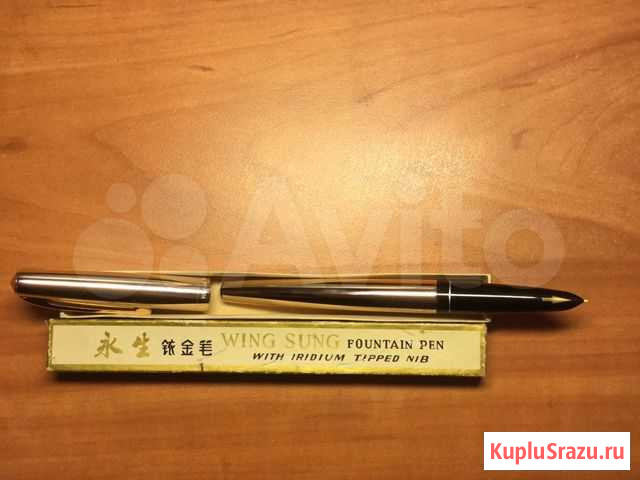 Avito
永生 铱金笔 WING SUNG FOUNTAIN PEN
WITH IRIDIUM TIPPED NIB
KupluSrazu.ru